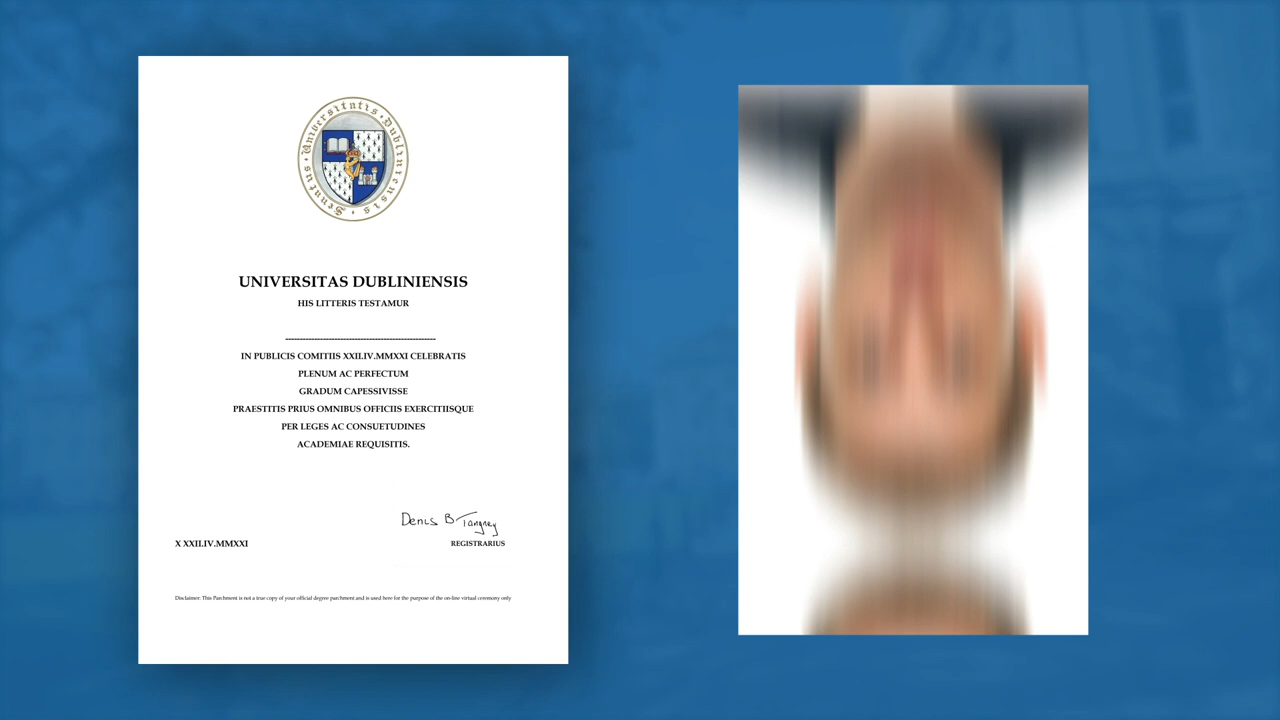 Senatus · Universitatis · Dubliniensis ·
UNIVERSITAS DUBLINIENSIS
HIS LITTERIS TESTAMUR
----------------------------------------------------
IN PUBLICIS COMITIIS XXII.IV.MMXXI CELEBRATIS
PLENUM AC PERFECTUM
GRADUM CAPESSIVISSE
PRAESTITIS PRIUS OMNIBUS OFFICIIS EXERCITIISQUE
PER LEGES AC CONSUETUDINES
ACADEMIAE REQUISITIS.
Denis B Tangney
X XXII.IV.MMXXI
REGISTRARIUS
Disclaimer: This Parchment is not a true copy of your official degree parchment and is used here for the purpose of the on-line virtual ceremony only